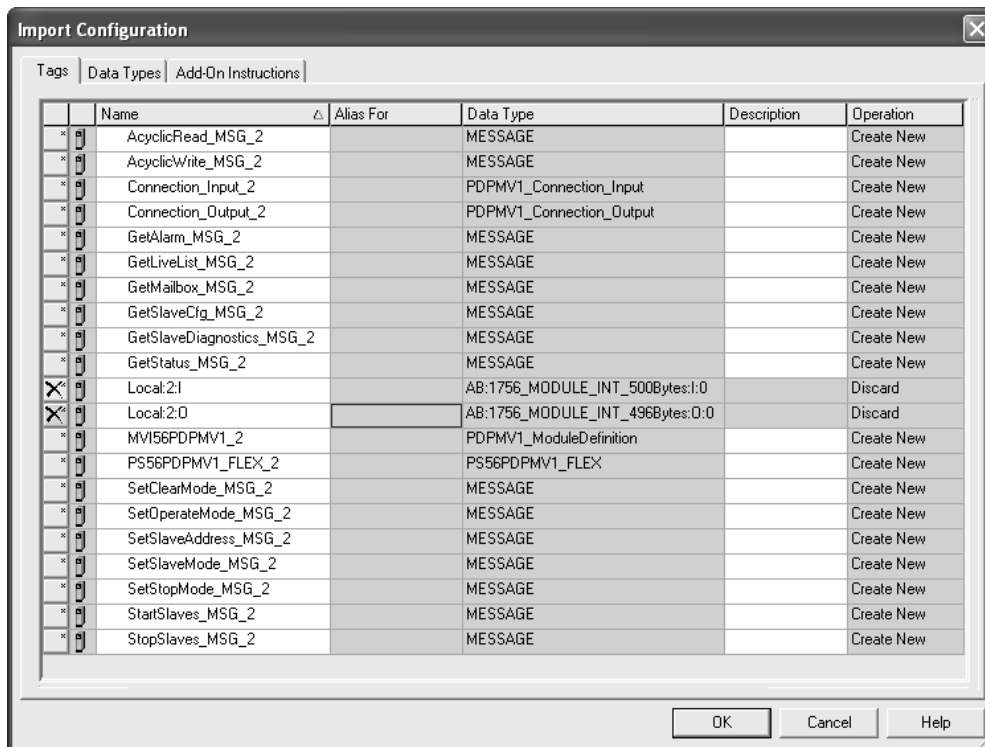 Import Configuration
Tags Data Types Add-On Instructions
Name Alias For Data Type Description Operation
AcyclicRead_MSG_2 MESSAGE Create New
AcyclicWrite_MSG_2 MESSAGE Create New
Connection_Input_2 PDPMV1_Connection_Input Create New
Connection_Output_2 PDPMV1_Connection_Output Create New
GetAlarm_MSG_2 MESSAGE Create New
GetLiveList_MSG_2 MESSAGE Create New
GetMailbox_MSG_2 MESSAGE Create New
GetSlaveCfg_MSG_2 MESSAGE Create New
GetSlaveDiagnostics_MSG_2 MESSAGE Create New
GetStatus_MSG_2 MESSAGE Create New
Local:2:I AB:1756_MODULE_INT_500Bytes:I:0 Discard
Local:2:O AB:1756_MODULE_INT_496Bytes:O:0 Discard
MVI56PDPMV1_2 PDPMV1_ModuleDefinition Create New
PS56PDPMV1_FLEX_2 PS56PDPMV1_FLEX Create New
SetClearMode_MSG_2 MESSAGE Create New
SetOperateMode_MSG_2 MESSAGE Create New
SetSlaveAddress_MSG_2 MESSAGE Create New
SetSlaveMode_MSG_2 MESSAGE Create New
SetStopMode_MSG_2 MESSAGE Create New
StartSlaves_MSG_2 MESSAGE Create New
StopSlaves_MSG_2 MESSAGE Create New
OK Cancel Help